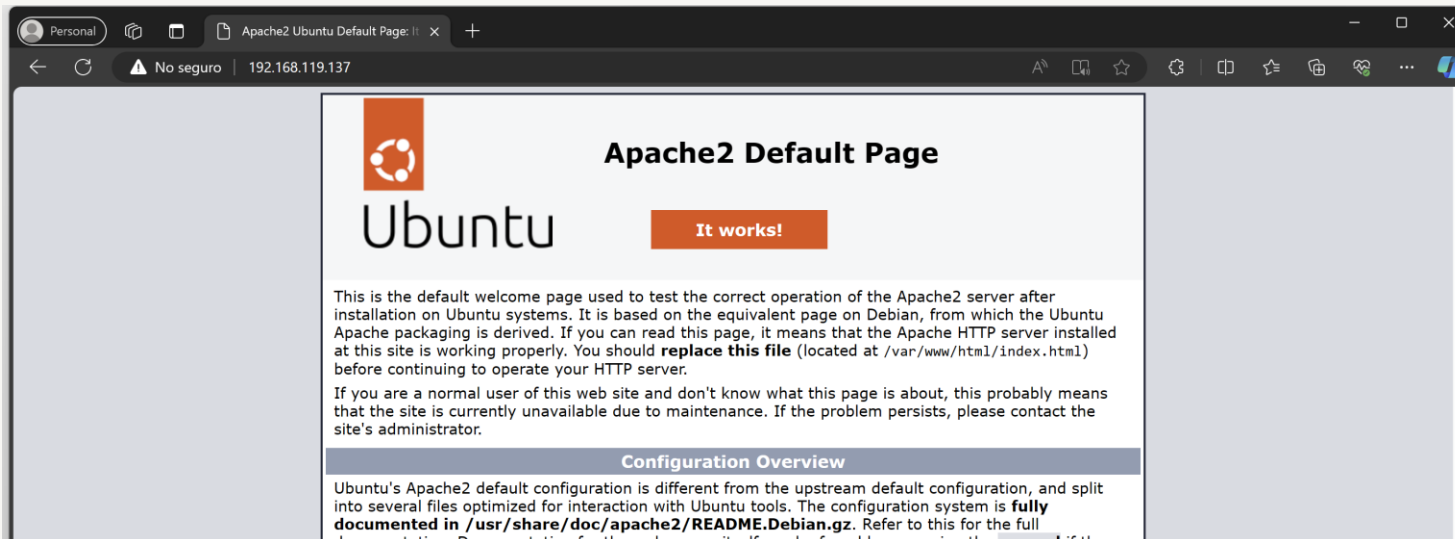 Personal
Apache2 Ubuntu Default Page: It
No seguro
192.168.119.137
Apache2 Default Page
Ubuntu
It works!
This is the default welcome page used to test the correct operation of the Apache2 server after
installation on Ubuntu systems. It is based on the equivalent page on Debian, from which the Ubuntu
Apache packaging is derived. If you can read this page, it means that the Apache HTTP server installed
at this site is working properly. You should replace this file (located at /var/www/html/index.html)
before continuing to operate your HTTP server.
If you are a normal user of this web site and don't know what this page is about, this probably means
that the site is currently unavailable due to maintenance. If the problem persists, please contact the
site's administrator.
Configuration Overview
Ubuntu's Apache2 default configuration is different from the upstream default configuration, and split
into several files optimized for interaction with Ubuntu tools. The configuration system is fully
documented in /usr/share/doc/apache2/README.Debian.gz. Refer to this for the full